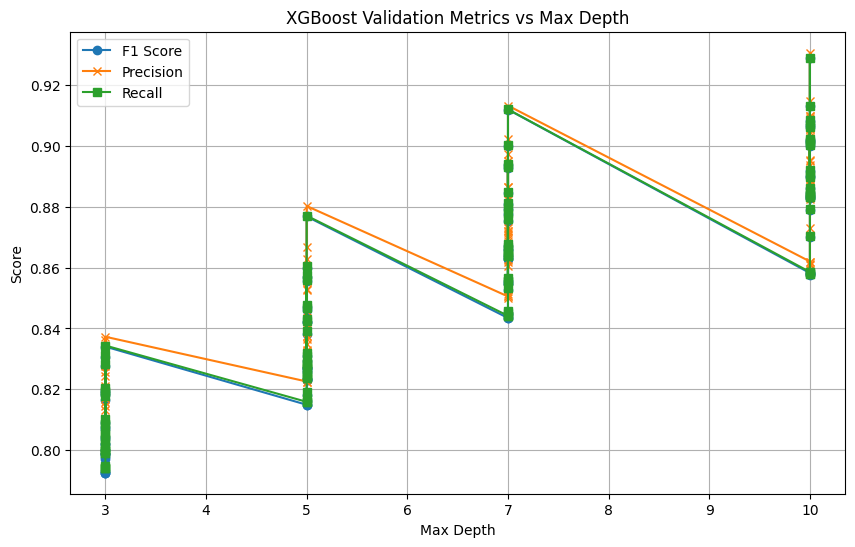 XGBoost Validation Metrics vs Max Depth
F1 Score
Precision
Recall
Score
0.92
0.90
0.88
0.86
0.84
0.82
0.80
3 4 5 6 7 8 9 10
Max Depth